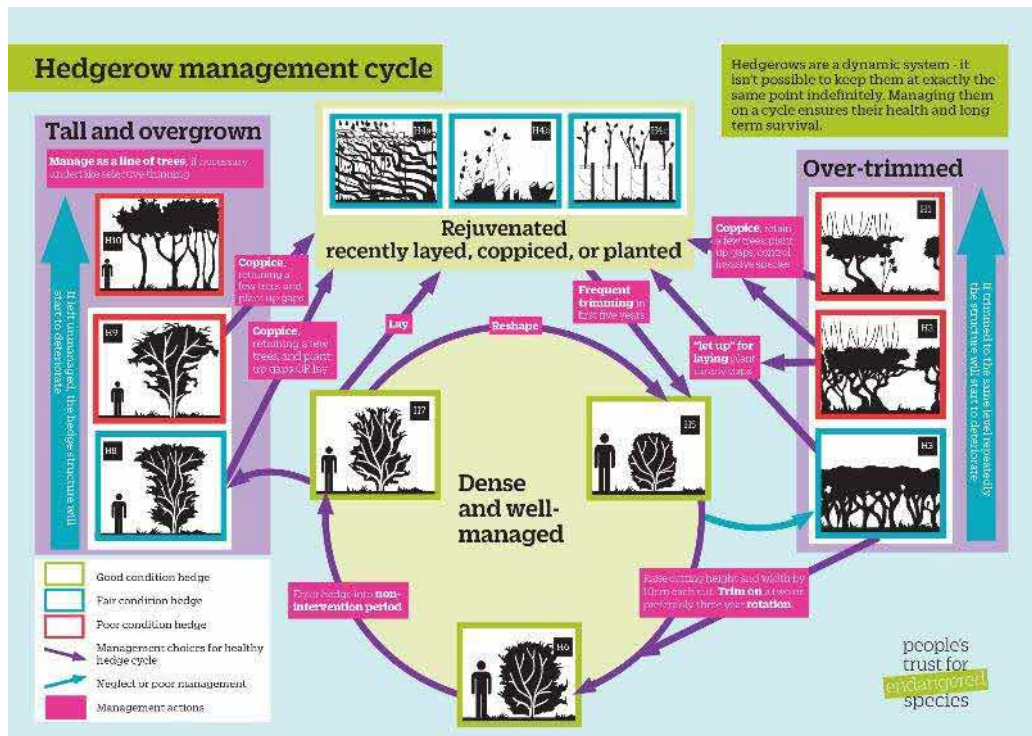 Hedgerow management cycle
Hedgerows are a dynamic system - it
isn't possible to keep them at exactly the
same point indefinitely. Managing them
on a cycle ensures their health and long
term survival.
Tall and overgrown
Manage as a line of trees, if necessary
undertake selective thinning
H10
H9
H8
If left unmanaged, the hedge structure will
start to deteriorate
H4a
H4b
H4c
Rejuvenated
recently layed, coppiced, or planted
Over-trimmed
H1
H2
H3
If trimmed to the same level repeatedly
the structure will start to deteriorate
Coppice,
retaining a
few trees and
plant up gaps
Coppice,
retaining a few
trees, and plant
up gaps OR lay
Lay
Reshape
Frequent
trimming in
first five years
Coppice, retain
a few trees, plant
up gaps, control
invasive species
"let up" for
laying plant
up any gaps
H7
H5
Dense
and well-
managed
Enter hedge into non-
intervention period
Raise cutting height and width by
10cm each cut. Trim on a two or
preferably three year rotation.
H6
Good condition hedge
Fair condition hedge
Poor condition hedge
Management choices for healthy
hedge cycle
Neglect or poor management
Management actions
people's
trust for
endangered
species